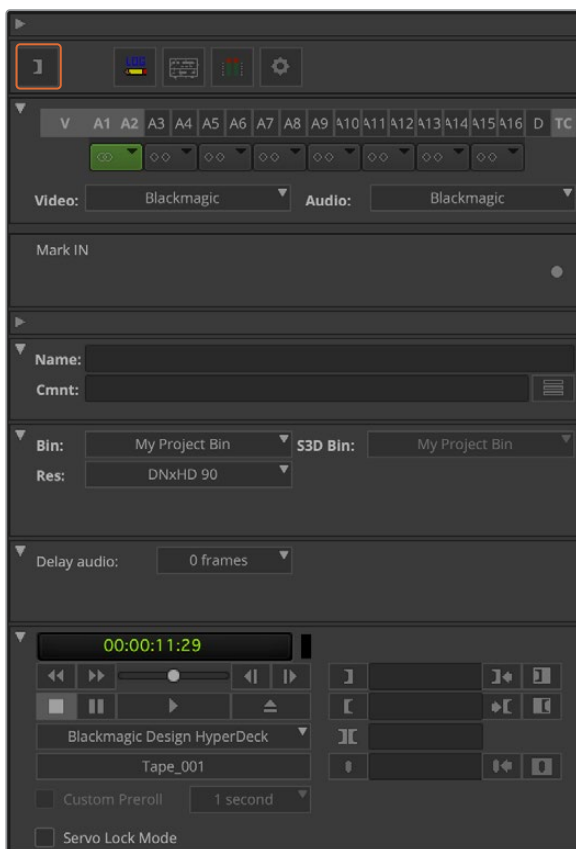 LOG
V A1 A2 A3 A4 A5 A6 A7 A8 A9 A10 A11 A12 A13 A14 A15 A16 D TC
Video: Blackmagic Audio: Blackmagic
Mark IN
Name:
Cmnt:
Bin: My Project Bin S3D Bin: My Project Bin
Res: DNxHD 90
Delay audio: 0 frames
00:00:11:29
Blackmagic Design HyperDeck
Tape_001
Custom Preroll 1 second
Servo Lock Mode